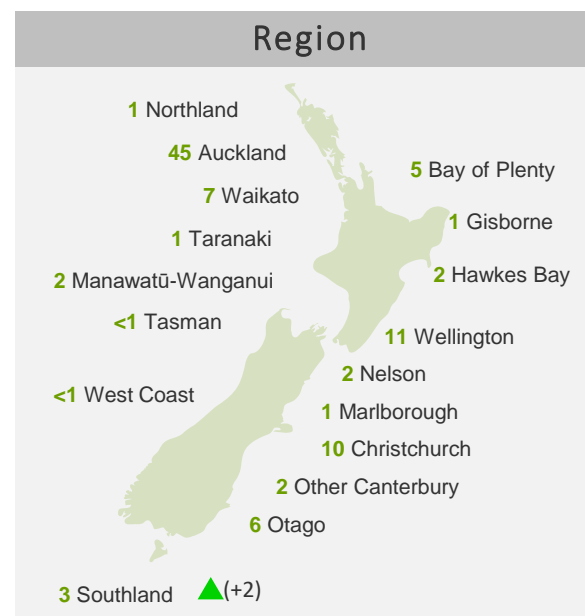 Region
1 Northland
45 Auckland
5 Bay of Plenty
7 Waikato
1 Gisborne
1 Taranaki
2 Manawatū-Wanganui
2 Hawkes Bay
<1 Tasman
11 Wellington
2 Nelson
<1 West Coast
1 Marlborough
10 Christchurch
2 Other Canterbury
6 Otago
3 Southland ▲(+2)